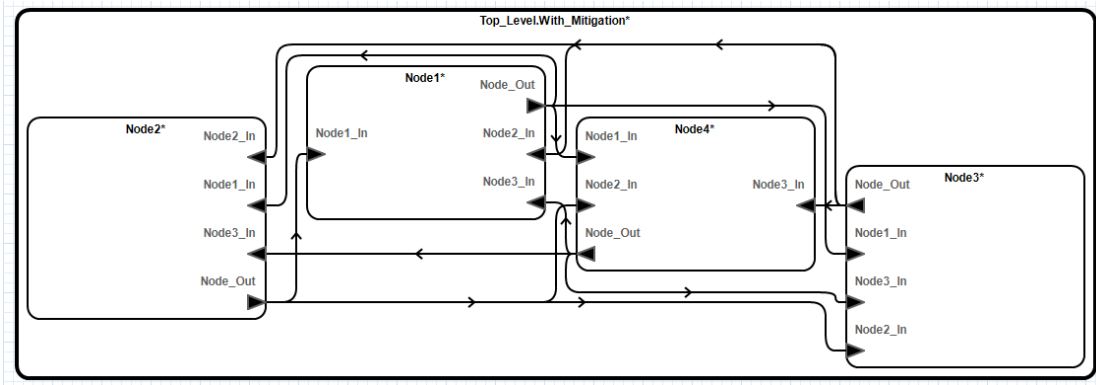 Top_Level.With_Mitigation*
Node1*
Node_Out
Node1_In
Node2_In
Node3_In
Node2*
Node2_In
Node1_In
Node3_In
Node_Out
Node4*
Node1_In
Node2_In
Node3_In
Node_Out
Node3*
Node_Out
Node1_In
Node3_In
Node2_In